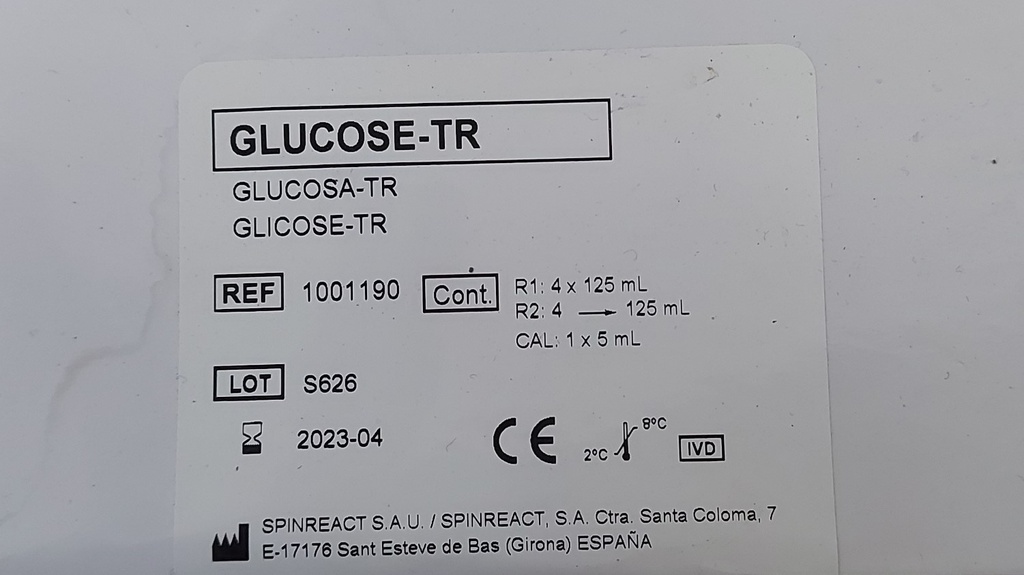 GLUCOSE-TR
GLUCOSA-TR
GLICOSE-TR
REF 1001190 Cont. R1: 4 x 125 mL
R2: 4 → 125 mL
CAL: 1 x 5 mL
LOT S626
2023-04 CE 2°C 8°C IVD
SPINREACT S.A.U. / SPINREACT, S.A. Ctra. Santa Coloma, 7
E-17176 Sant Esteve de Bas (Girona) ESPAÑA